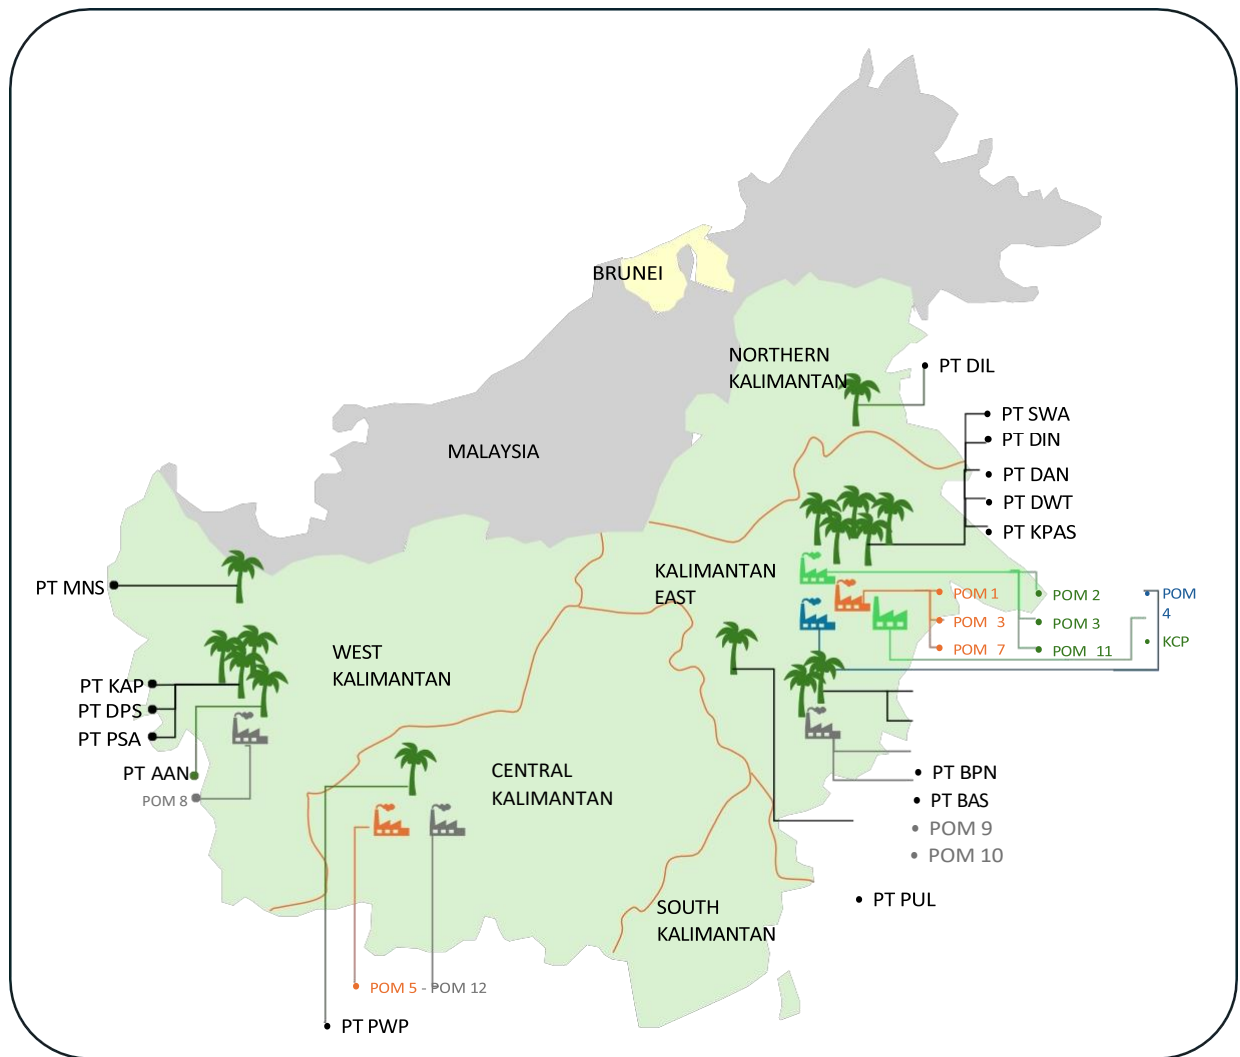 BRUNEI
NORTHERN
KALIMANTAN
PT DIL
PT SWA
PT DIN
MALAYSIA
PT DAN
PT DWT
PT KPAS
PT MNS
KALIMANTAN
EAST
POM 1
POM 2
POM
4
POM 3
POM 3
KCP
POM 7
POM 11
WEST
KALIMANTAN
PT KAP
PT DPS
PT PSA
PT AAN
POM 8
CENTRAL
KALIMANTAN
PT BPN
PT BAS
POM 9
POM 10
PT PUL
SOUTH
KALIMANTAN
POM 5 - POM 12
PT PWP